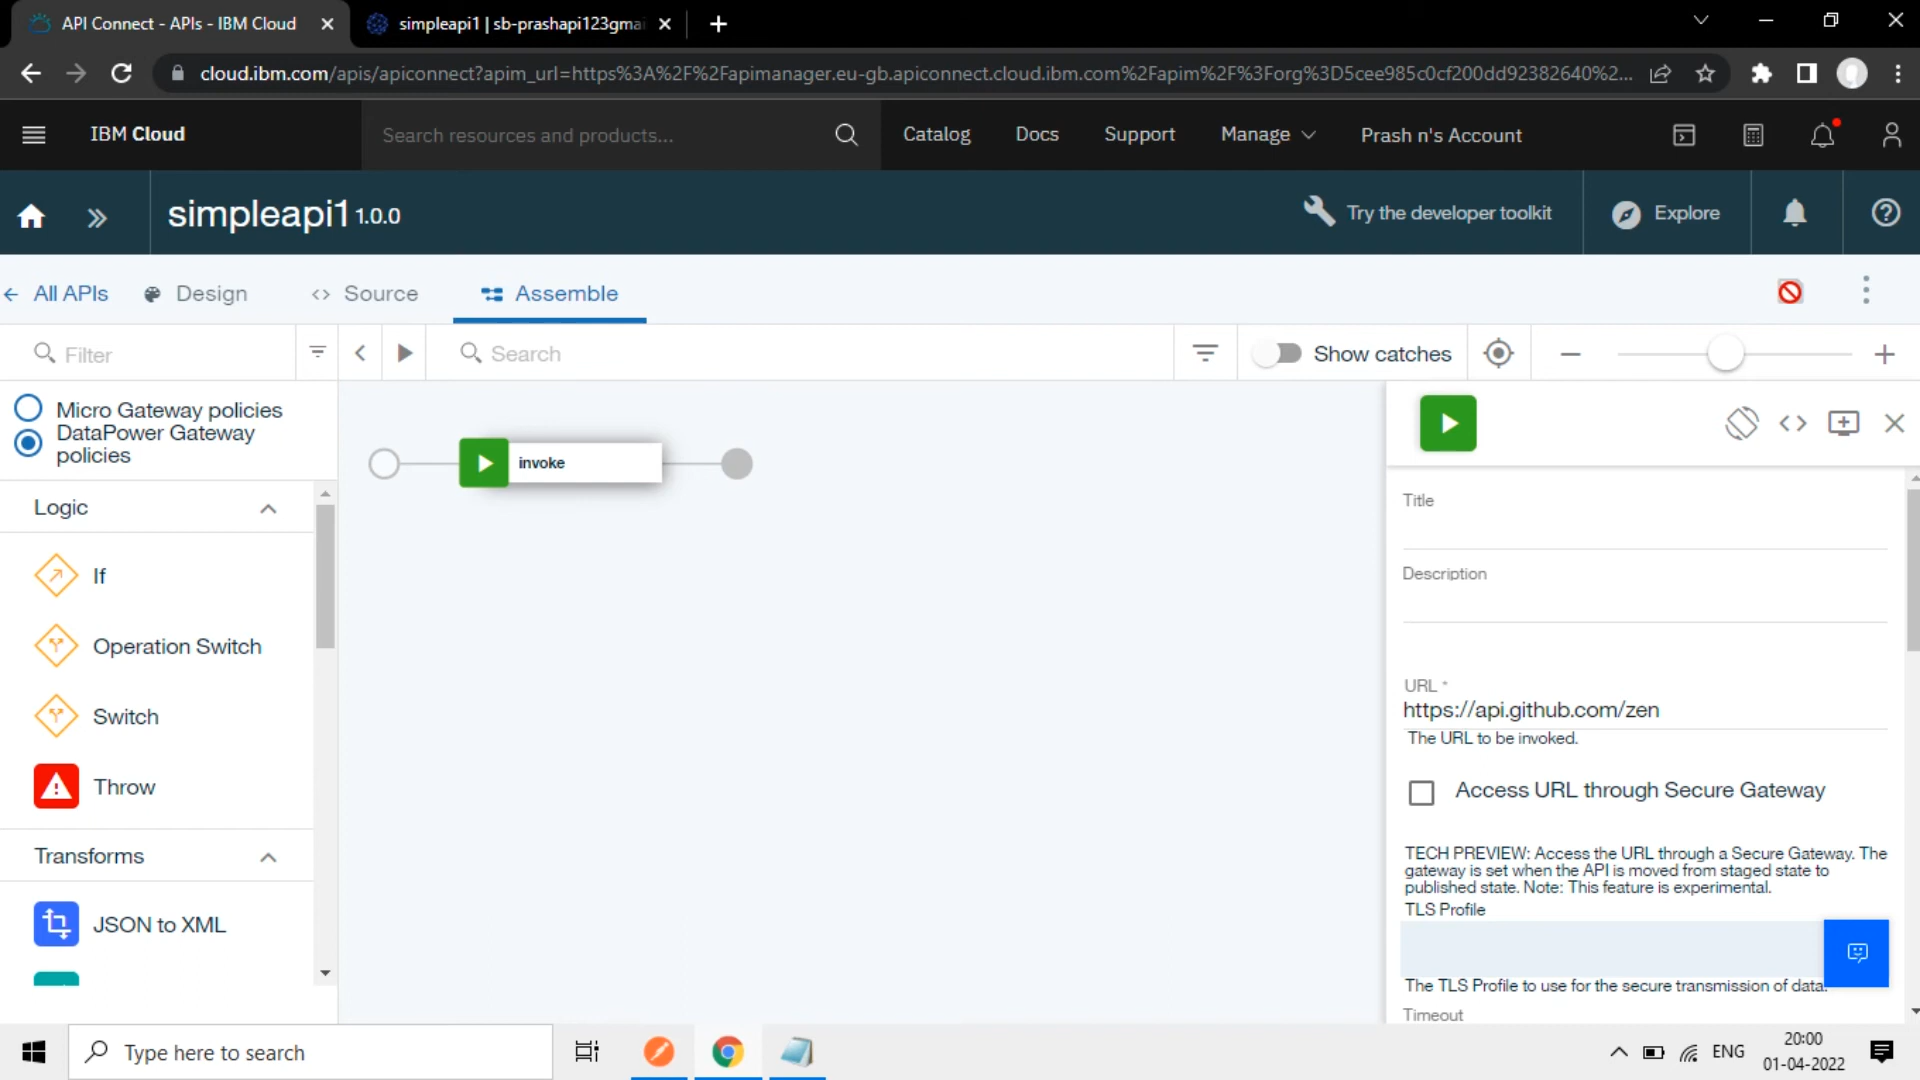 API Connect - APIs - IBM Cloud
simpleapi1 | sb-prashapi123gmai
cloud.ibm.com/apis/apiconnect?apim_url=https%3A%2F%2Fapimanager.eu-gb.apiconnect.cloud.ibm.com%2Fapim%2F%3Forg%3D5cee985c0cf200dd92382640%2...
IBM Cloud
Search resources and products...
Catalog
Docs
Support
Manage
Prash n's Account
simpleapi1 1.0.0
Try the developer toolkit
Explore
All APIs
Design
Source
Assemble
Filter
Search
Show catches
Micro Gateway policies
DataPower Gateway
policies
Logic
If
Operation Switch
Switch
Throw
Transforms
JSON to XML
invoke
Title
Description
URL *
https://api.github.com/zen
The URL to be invoked.
Access URL through Secure Gateway
TECH PREVIEW: Access the URL through a Secure Gateway. The
gateway is set when the API is moved from staged state to
published state. Note: This feature is experimental.
TLS Profile
The TLS Profile to use for the secure transmission of data.
Timeout
Type here to search
ENG
20:00
01-04-2022